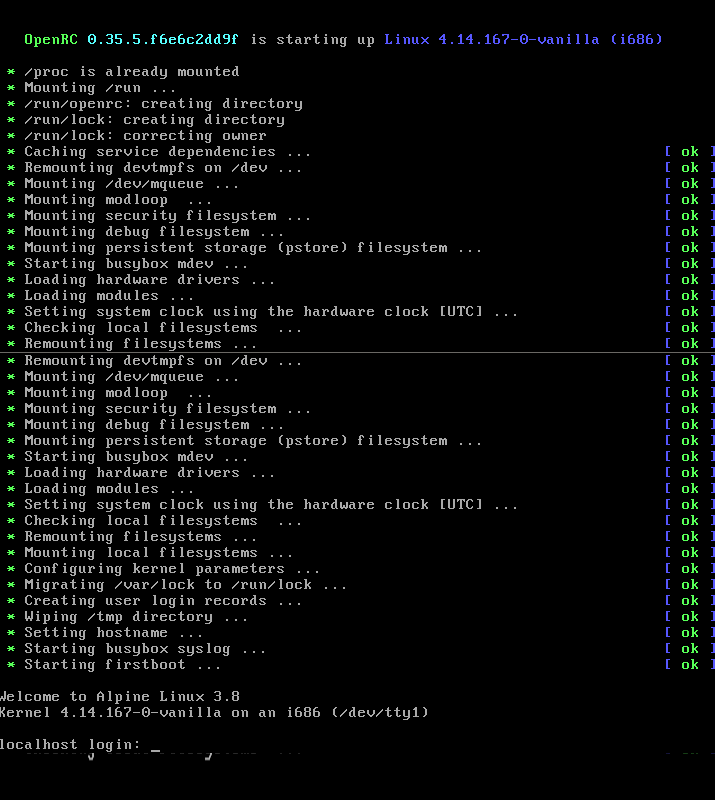 OpenRC 0.35.5.f6e6c2dd9f is starting up Linux 4.14.167-0-vanilla (i686)
* /proc is already mounted
* Mounting /run ...
* /run/openrc: creating directory
* /run/lock: creating directory
* /run/lock: correcting owner
* Caching service dependencies ... [ ok ]
* Remounting devtmpfs on /dev ... [ ok ]
* Mounting /dev/mqueue ... [ ok ]
* Mounting modloop  ... [ ok ]
* Mounting security filesystem ... [ ok ]
* Mounting debug filesystem ... [ ok ]
* Mounting persistent storage (pstore) filesystem ... [ ok ]
* Starting busybox mdev ... [ ok ]
* Loading hardware drivers ... [ ok ]
* Loading modules ... [ ok ]
* Setting system clock using the hardware clock [UTC] ... [ ok ]
* Checking local filesystems  ... [ ok ]
* Remounting filesystems ... [ ok ]
* Remounting devtmpfs on /dev ... [ ok ]
* Mounting /dev/mqueue ... [ ok ]
* Mounting modloop  ... [ ok ]
* Mounting security filesystem ... [ ok ]
* Mounting debug filesystem ... [ ok ]
* Mounting persistent storage (pstore) filesystem ... [ ok ]
* Starting busybox mdev ... [ ok ]
* Loading hardware drivers ... [ ok ]
* Loading modules ... [ ok ]
* Setting system clock using the hardware clock [UTC] ... [ ok ]
* Checking local filesystems  ... [ ok ]
* Remounting filesystems ... [ ok ]
* Mounting local filesystems ... [ ok ]
* Configuring kernel parameters ... [ ok ]
* Migrating /var/lock to /run/lock ... [ ok ]
* Creating user login records ... [ ok ]
* Wiping /tmp directory ... [ ok ]
* Setting hostname ... [ ok ]
* Starting busybox syslog ... [ ok ]
* Starting firstboot ... [ ok ]
Welcome to Alpine Linux 3.8
Kernel 4.14.167-0-vanilla on an i686 (/dev/tty1)
localhost login: _